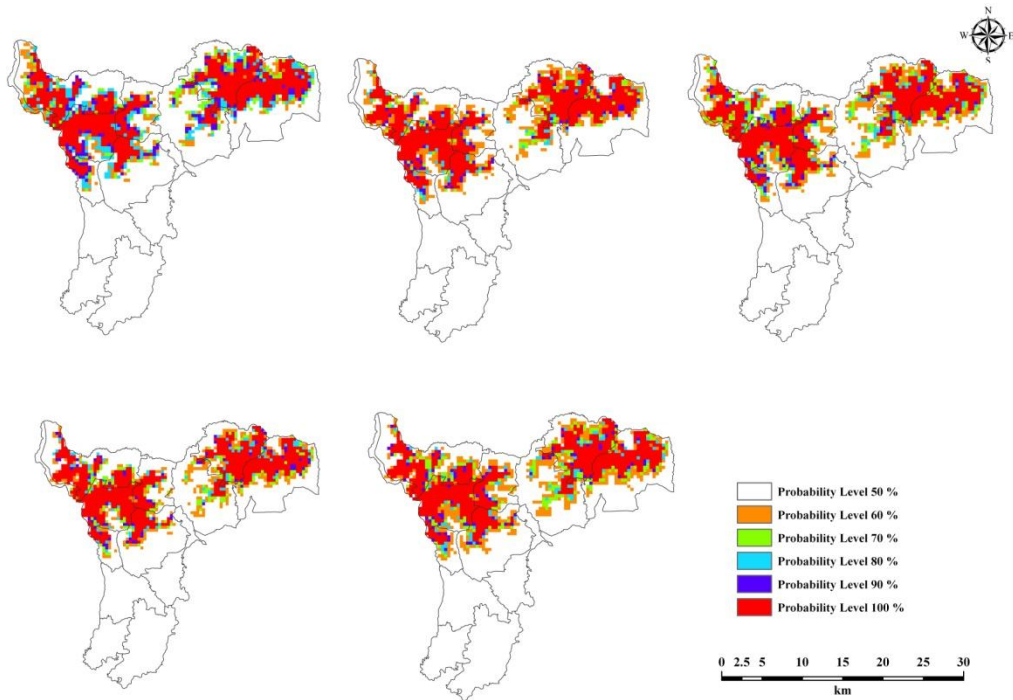 N
W E
S
Probability Level 50 %
Probability Level 60 %
Probability Level 70 %
Probability Level 80 %
Probability Level 90 %
Probability Level 100 %
0 2.5 5 10 15 20 25 30
km